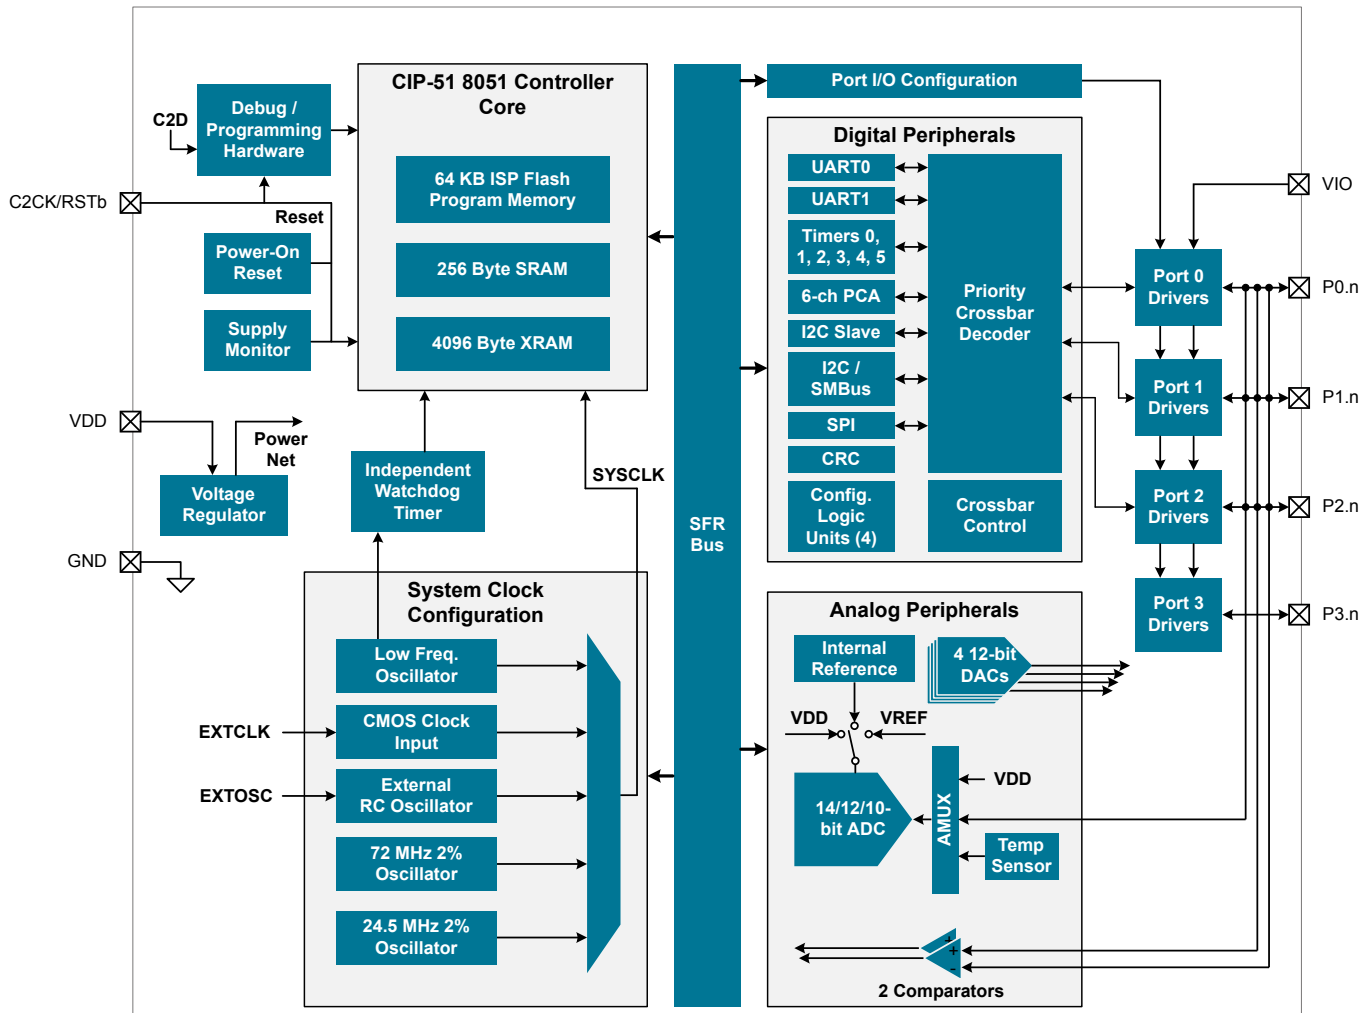 CIP-51 8051 Controller
Core
64 KB ISP Flash
Program Memory
256 Byte SRAM
4096 Byte XRAM
C2D
Debug /
Programming
Hardware
C2CK/RSTb
Reset
Power-On
Reset
Supply
Monitor
VDD
Power
Net
Voltage
Regulator
GND
Independent
Watchdog
Timer
SYSCLK
System Clock
Configuration
Low Freq.
Oscillator
EXTCLK
CMOS Clock
Input
EXTOSC
External
RC Oscillator
72 MHz 2%
Oscillator
24.5 MHz 2%
Oscillator
SFR
Bus
Port I/O Configuration
Digital Peripherals
UART0
UART1
Timers 0,
1, 2, 3, 4, 5
6-ch PCA
I2C Slave
I2C /
SMBus
SPI
CRC
Config.
Logic
Units (4)
Priority
Crossbar
Decoder
Crossbar
Control
Analog Peripherals
Internal
Reference
4 12-bit
DACs
VDD
VREF
14/12/10-
bit ADC
AMUX
VDD
Temp
Sensor
+
+
-
2 Comparators
Port 0
Drivers
Port 1
Drivers
Port 2
Drivers
Port 3
Drivers
VIO
P0.n
P1.n
P2.n
P3.n